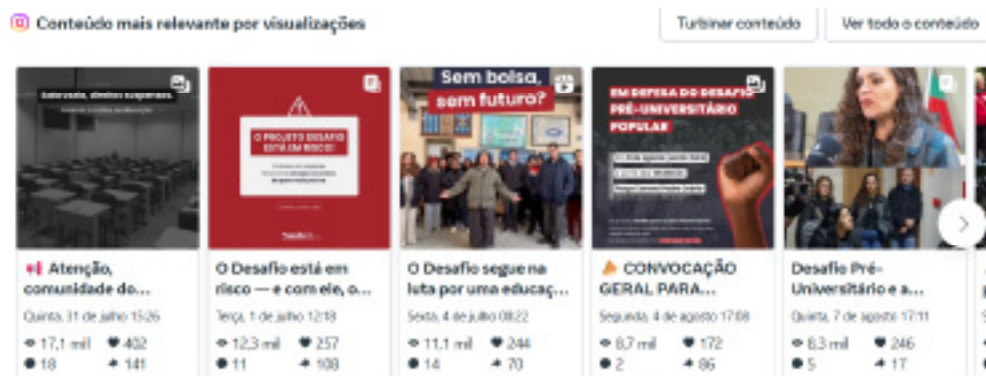 Conteúdo mais relevante por visualizações
Turbinar conteúdo
Ver todo o conteúdo
direitos suspensos.
O PROJETO DESAFIO
ESTÁ EM RISCO!
Sem bolsa,
sem futuro?
EM DEFESA DO DESAFIO
PRÉ-UNIVERSITÁRIO
POPULAR
Atenção,
comunidade do...
Quinta, 31 de julho 15:26
17,1 mil 402
18 141
O Desafio está em
risco — e com ele, o...
Terça, 1 de julho 12:18
12,3 mil 257
11 108
O Desafio segue na
luta por uma educaç...
Sexta, 4 de julho 08:22
11,1 mil 244
14 70
CONVOCAÇÃO
GERAL PARA...
Segunda, 4 de agosto 17:08
8,7 mil 172
2 86
Desafio Pré-
Universitário e a...
Quinta, 7 de agosto 17:11
8,3 mil 246
5 17